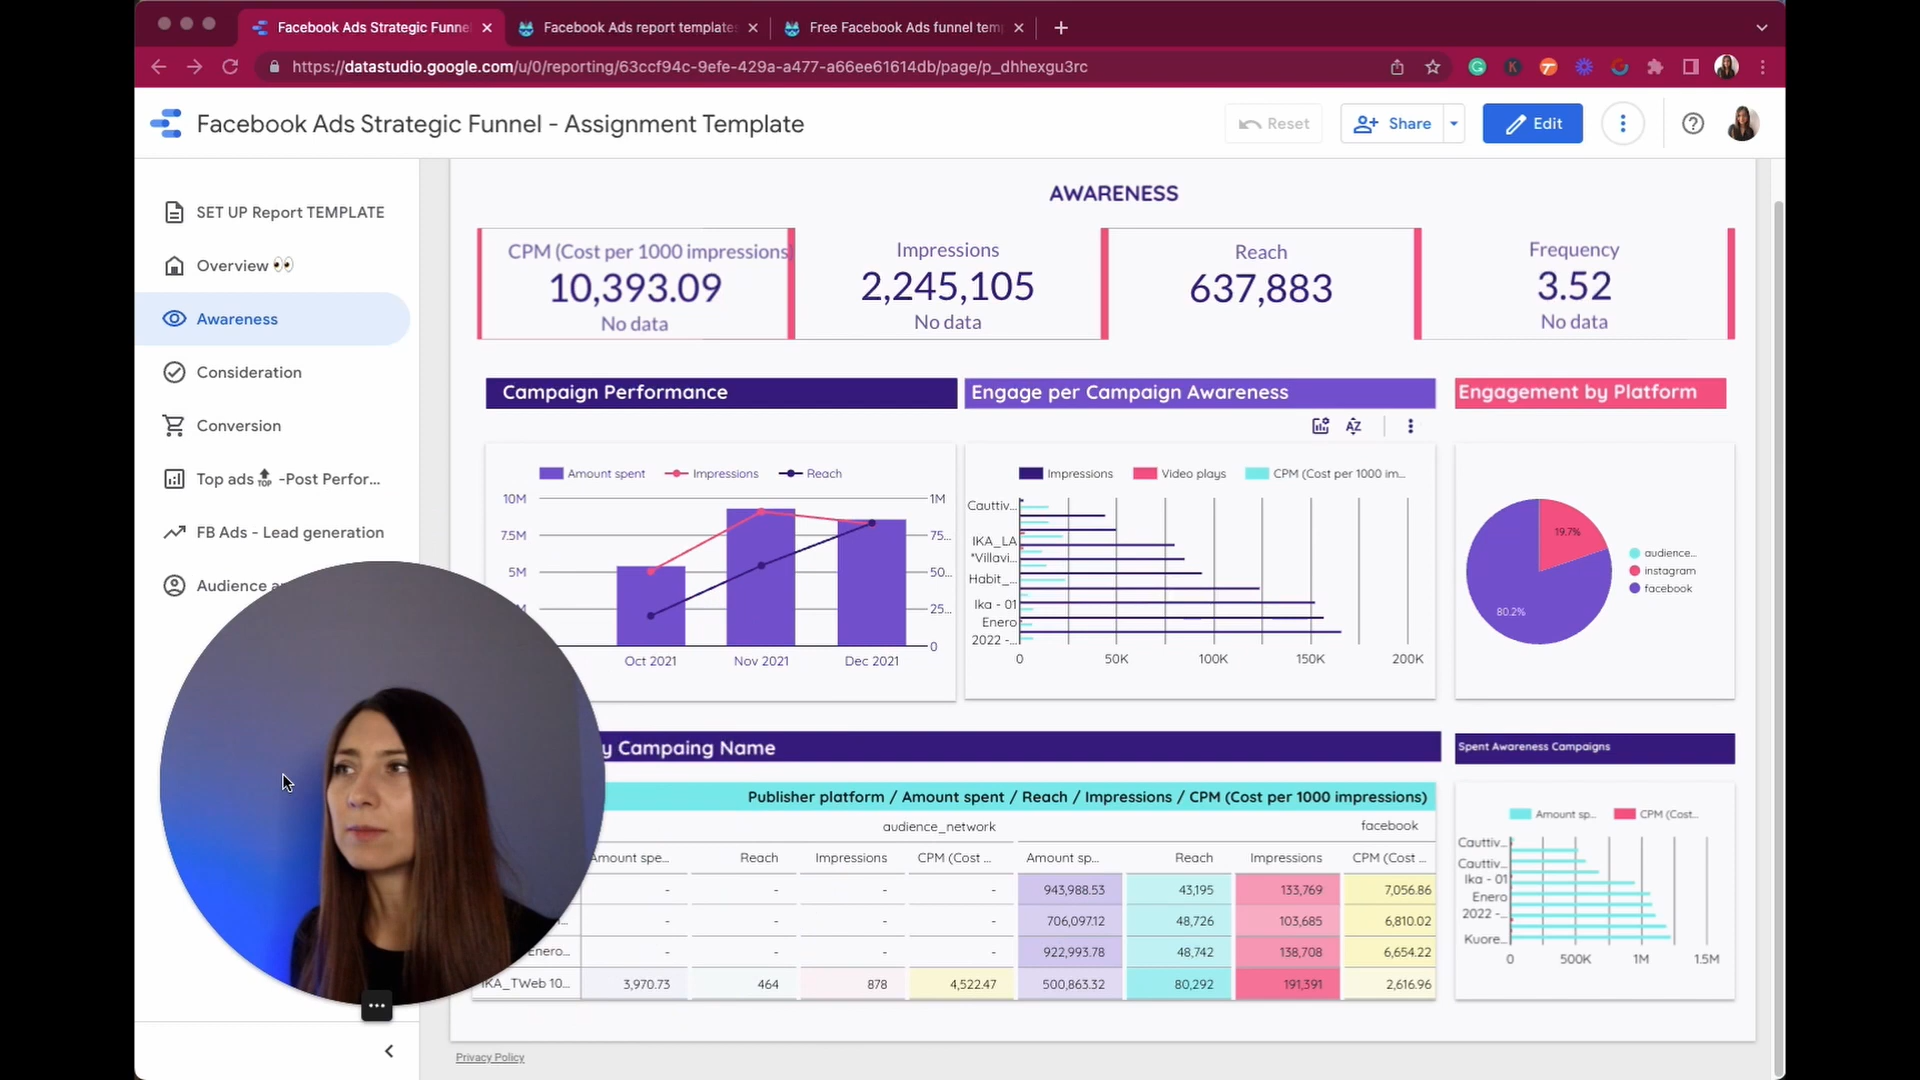 Facebook Ads Strategic Funne
Facebook Ads report template
Free Facebook Ads funnel tem
https://datastudio.google.com/u/0/reporting/63ccf94c-9efe-429a-a477-a66ee61614db/page/p_dhhexgu3rc
Facebook Ads Strategic Funnel - Assignment Template
Reset
Share
Edit
SET UP Report TEMPLATE
Overview 👀
Awareness
Consideration
Conversion
Top ads🔝 -Post Perfor...
FB Ads - Lead generation
Audience a
AWARENESS
CPM (Cost per 1000 impressions)
10,393.09
No data
Impressions
2,245,105
No data
Reach
637,883
Frequency
3.52
No data
Campaign Performance
Engage per Campaign Awareness
Engagement by Platform
Amount spent
Impressions
Reach
10M
7.5M
5M
M
1M
75...
50...
25...
0
Oct 2021
Nov 2021
Dec 2021
Impressions
Video plays
CPM (Cost per 1000 im...
Cauttiv...
IKA_LA
*Villavi...
Habit_...
Ika - 01
Enero
2022 -...
0
50K
100K
150K
200K
19.7%
80.2%
audience...
instagram
facebook
y Campaing Name
Publisher platform / Amount spent / Reach / Impressions / CPM (Cost per 1000 impressions)
audience_network
facebook
Amount spe...
Reach
Impressions
CPM (Cost ...
Amount sp...
Reach
Impressions
CPM (Cost ...
- - - - 943,988.53 43,195 133,769 7,056.86
... - - - - 706,097.12 48,726 103,685 6,810.02
Enero... - - - - 922,993.78 48,742 138,708 6,654.22
IKA_TWeb 10... 3,970.73 464 878 4,522.47 500,863.32 80,292 191,391 2,616.96
Spent Awareness Campaigns
Amount sp...
CPM (Cost...
Cauttiv...
Cauttiv...
Ika - 01
Enero
2022 -...
Kuore...
0
500K
1M
1.5M
Privacy Policy